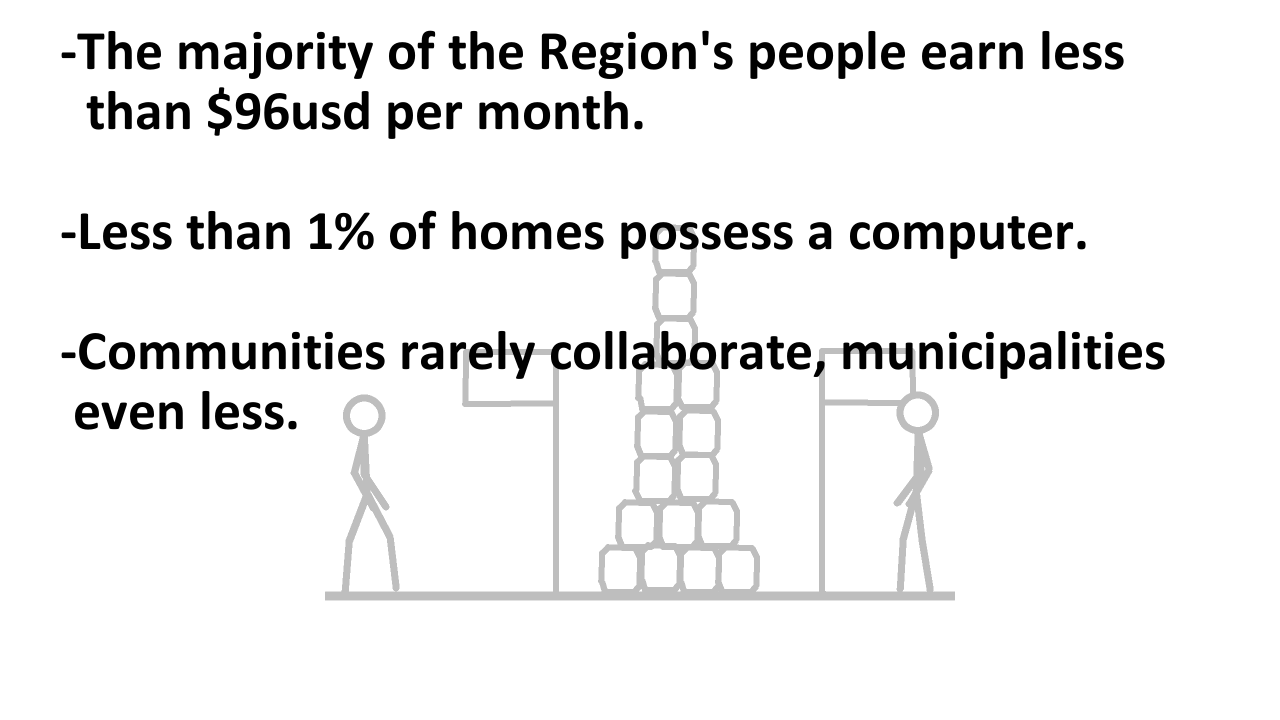 -The majority of the Region's people earn less
than $96usd per month.
-Less than 1% of homes possess a computer.
-Communities rarely collaborate, municipalities
even less.